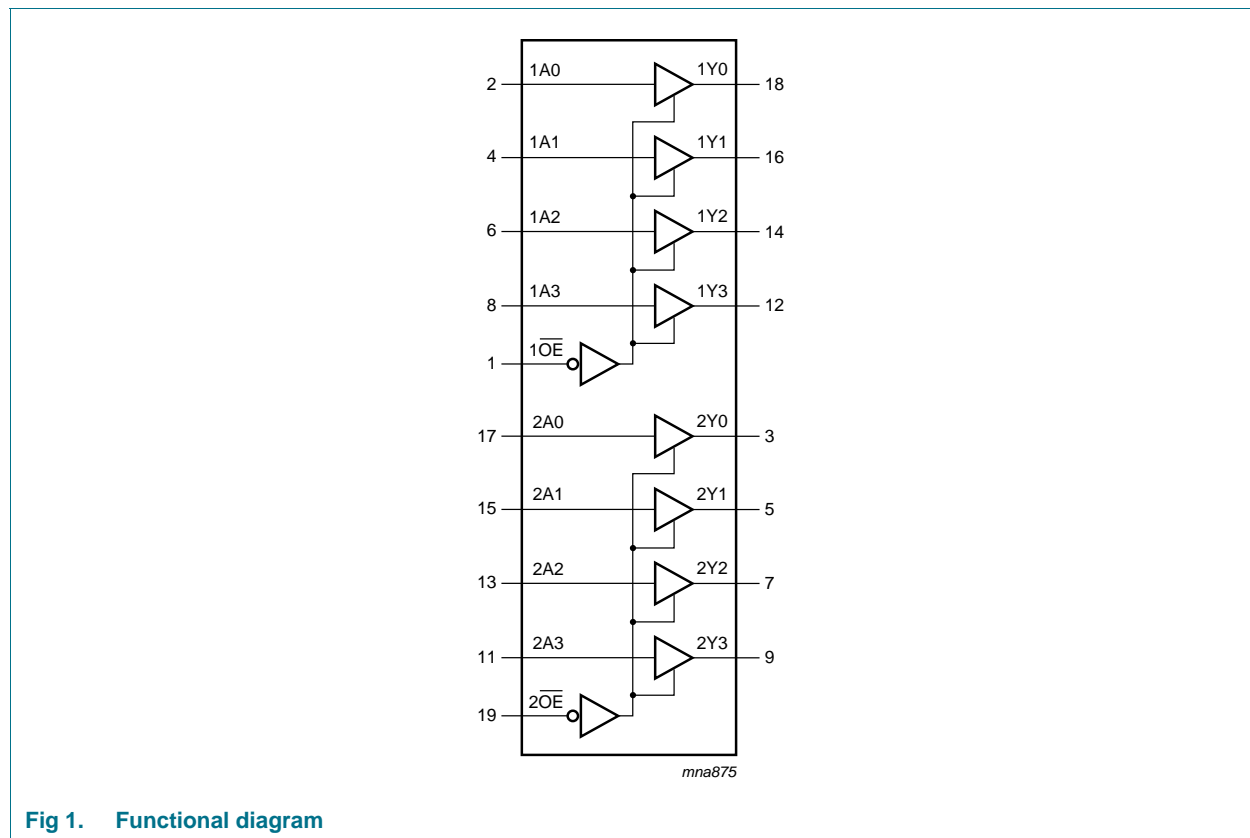 1A0 1Y0
2 18
1A1 1Y1
4 16
1A2 1Y2
6 14
1A3 1Y3
8 12
1O̅E̅
1
2A0 2Y0
17 3
2A1 2Y1
15 5
2A2 2Y2
13 7
2A3 2Y3
11 9
2O̅E̅
19
mna875
Fig 1. Functional diagram